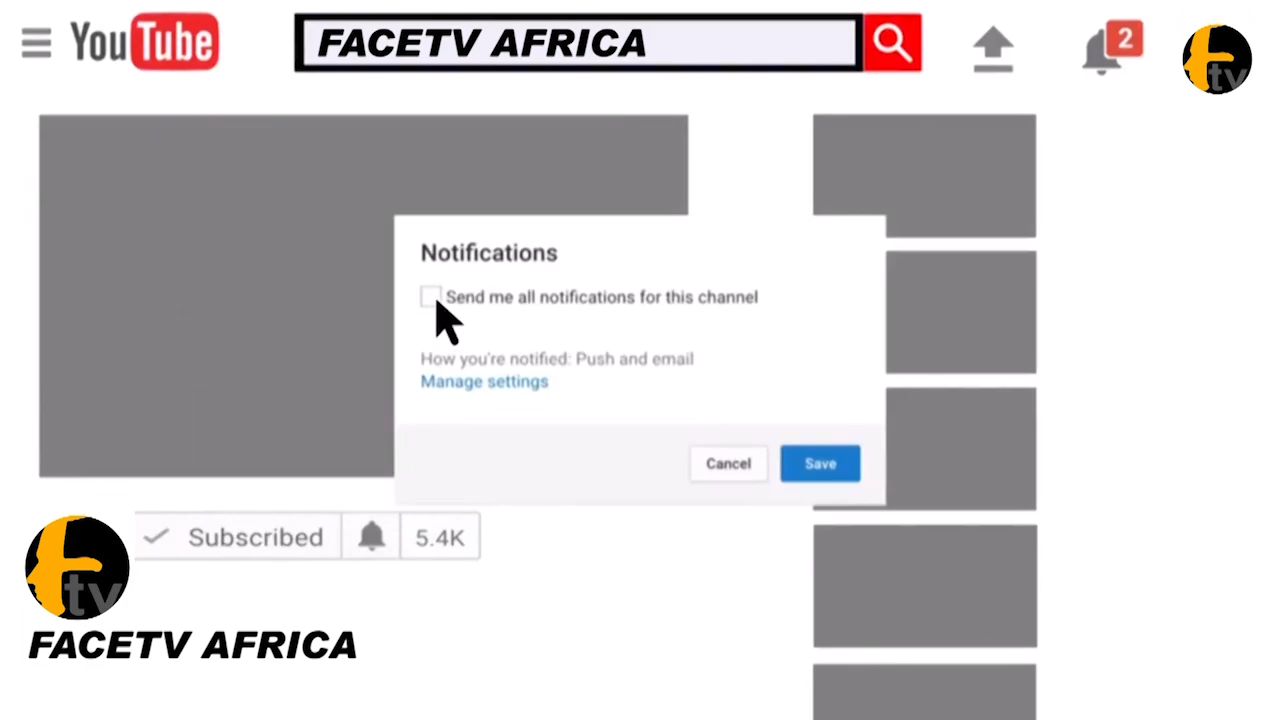 YouTube
FACETV AFRICA
2
tv
Notifications
Send me all notifications for this channel
How you're notified: Push and email
Manage settings
Cancel
Save
Subscribed
5.4K
tv
FACETV AFRICA